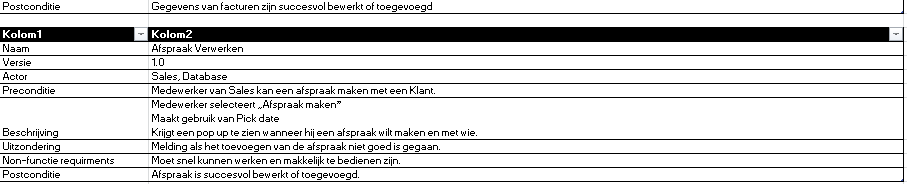 Postconditie Gegevens van facturen zijn succesvol bewerkt of toegevoegd
Kolom1 Kolom2
Naam Afspraak Verwerken
Versie 1.0
Actor Sales, Database
Preconditie Medewerker van Sales kan een afspraak maken met een Klant.
Medewerker selecteert „Afspraak maken”
Maakt gebruik van Pick date
Beschrijving Krijgt een pop up te zien wanneer hij een afspraak wilt maken en met wie.
Uitzondering Melding als het toevoegen van de afspraak niet goed is gegaan.
Non-functie requirments Moet snel kunnen werken en makkelijk te bedienen zijn.
Postconditie Afspraak is succesvol bewerkt of toegevoegd.